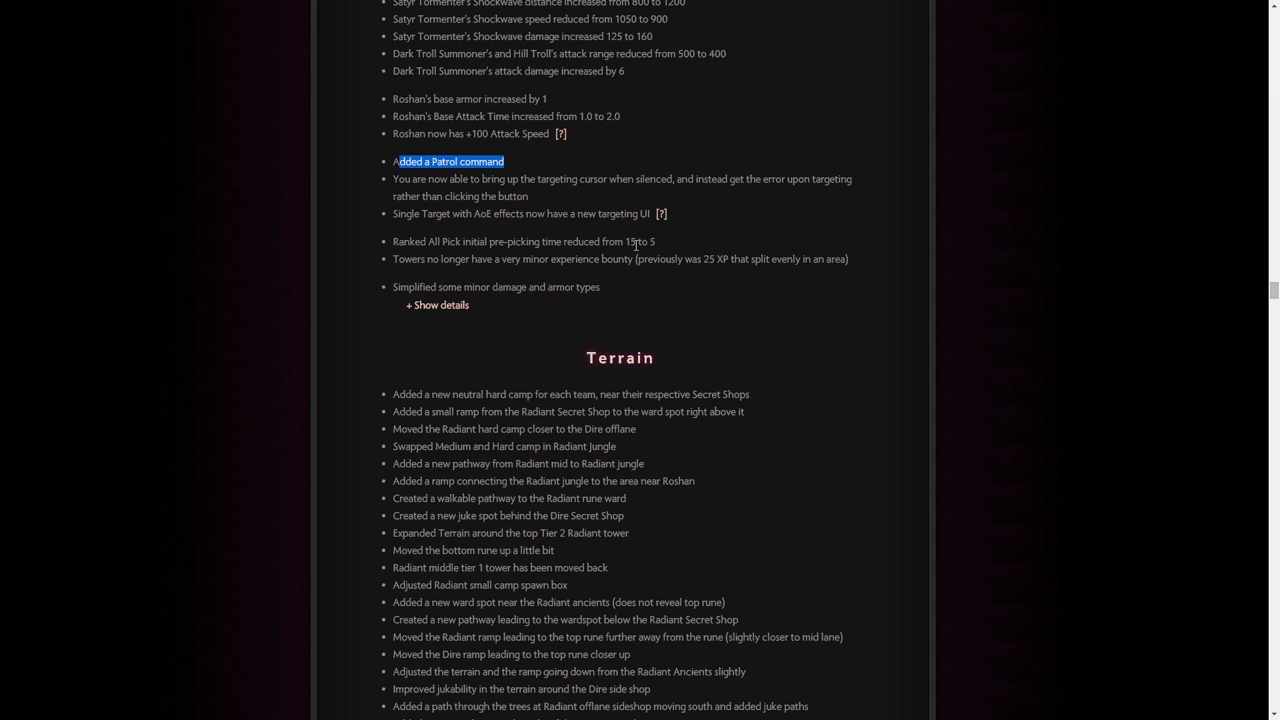 Satyr Tormenter's Shockwave distance increased from 800 to 1200
Satyr Tormenter's Shockwave speed reduced from 1050 to 900
Satyr Tormenter's Shockwave damage increased 125 to 160
Dark Troll Summoner's and Hill Troll's attack range reduced from 500 to 400
Dark Troll Summoner's attack damage increased by 6
Roshan's base armor increased by 1
Roshan's Base Attack Time increased from 1.0 to 2.0
Roshan now has +100 Attack Speed [?]
Added a Patrol command
You are now able to bring up the targeting cursor when silenced, and instead get the error upon targeting
rather than clicking the button
Single Target with AoE effects now have a new targeting UI [?]
Ranked All Pick initial pre-picking time reduced from 15 to 5
Towers no longer have a very minor experience bounty (previously was 25 XP that split evenly in an area)
Simplified some minor damage and armor types
+ Show details
Terrain
Added a new neutral hard camp for each team, near their respective Secret Shops
Added a small ramp from the Radiant Secret Shop to the ward spot right above it
Moved the Radiant hard camp closer to the Dire offlane
Swapped Medium and Hard camp in Radiant Jungle
Added a new pathway from Radiant mid to Radiant jungle
Added a ramp connecting the Radiant jungle to the area near Roshan
Created a walkable pathway to the Radiant rune ward
Created a new juke spot behind the Dire Secret Shop
Expanded Terrain around the top Tier 2 Radiant tower
Moved the bottom rune up a little bit
Radiant middle tier 1 tower has been moved back
Adjusted Radiant small camp spawn box
Added a new ward spot near the Radiant ancients (does not reveal top rune)
Created a new pathway leading to the wardspot below the Radiant Secret Shop
Moved the Radiant ramp leading to the top rune further away from the rune (slightly closer to mid lane)
Moved the Dire ramp leading to the top rune closer up
Adjusted the terrain and the ramp going down from the Radiant Ancients slightly
Improved jukability in the terrain around the Dire side shop
Added a path through the trees at Radiant offlane sideshop moving south and added juke paths